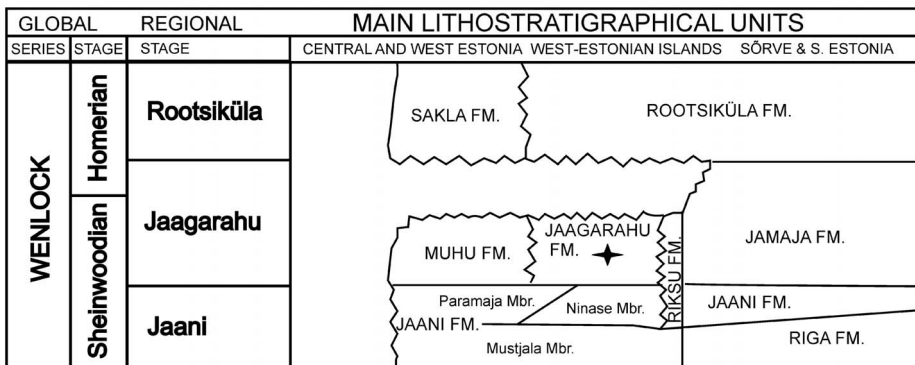 GLOBAL REGIONAL MAIN LITHOSTRATIGRAPHICAL UNITS
SERIES STAGE STAGE CENTRAL AND WEST ESTONIA WEST-ESTONIAN ISLANDS SÕRVE & S. ESTONIA
WENLOCK
Homerian
Sheinwoodian
Rootsiküla
Jaagarahu
Jaani
SAKLA FM.
ROOTSIKÜLA FM.
MUHU FM.
JAAGARAHU
FM.
RIKSU FM.
JAMAJA FM.
Paramaja Mbr.
Ninase Mbr.
JAANI FM.
JAANI FM.
Mustjala Mbr.
RIGA FM.